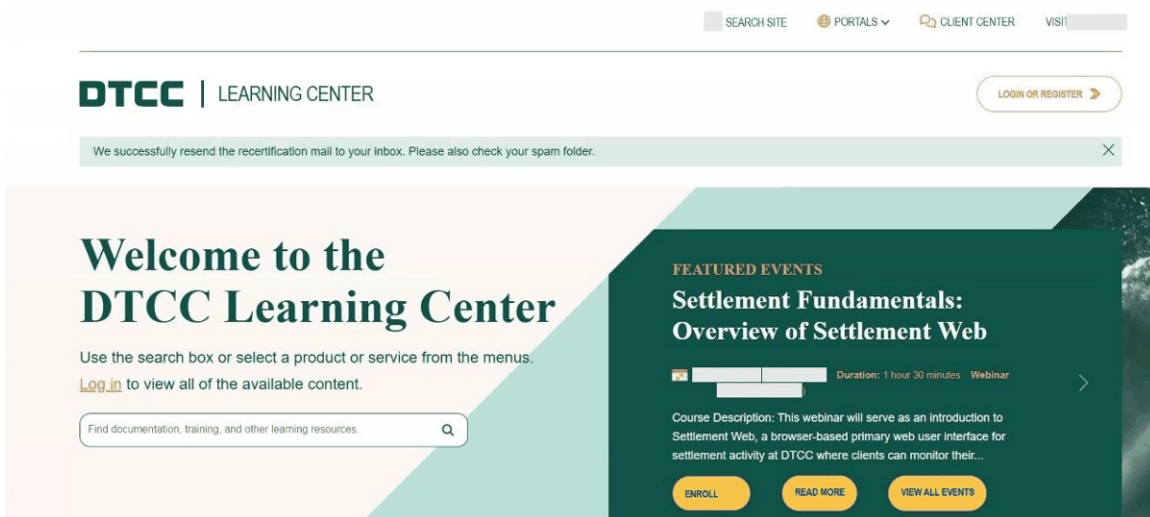 SEARCH SITE PORTALS CLIENT CENTER
DTCC | LEARNING CENTER
LOGIN OR REGISTER
We successfully resend the recertification mail to your inbox. Please also check your spam folder.
Welcome to the
DTCC Learning Center
Use the search box or select a product or service from the menus.
Log in to view all of the available content.
Find documentation, training, and other learning resources.
FEATURED EVENTS
Settlement Fundamentals:
Overview of Settlement Web
Duration: 1 hour 30 minutes Webinar
Course Description: This webinar will serve as an introduction to
Settlement Web, a browser-based primary web user interface for
settlement activity at DTCC where clients can monitor their...
ENROLL READ MORE VIEW ALL EVENTS